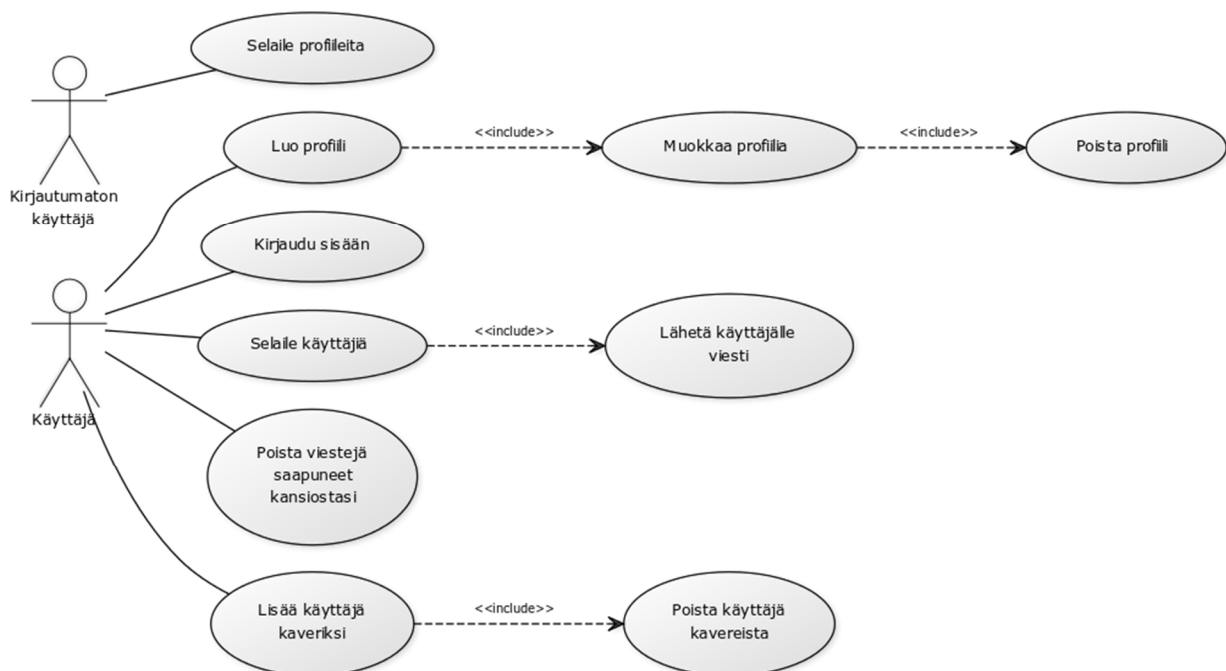 Selaile profiileita
Kirjautumaton
käyttäjä
Luo profiili
<<include>>
Muokkaa profiilia
<<include>>
Poista profiili
Kirjaudu sisään
Käyttäjä
Selaile käyttäjiä
<<include>>
Lähetä käyttäjälle
viesti
Poista viestejä
saapuneet
kansiostasi
Lisää käyttäjä
kaveriksi
<<include>>
Poista käyttäjä
kavereista